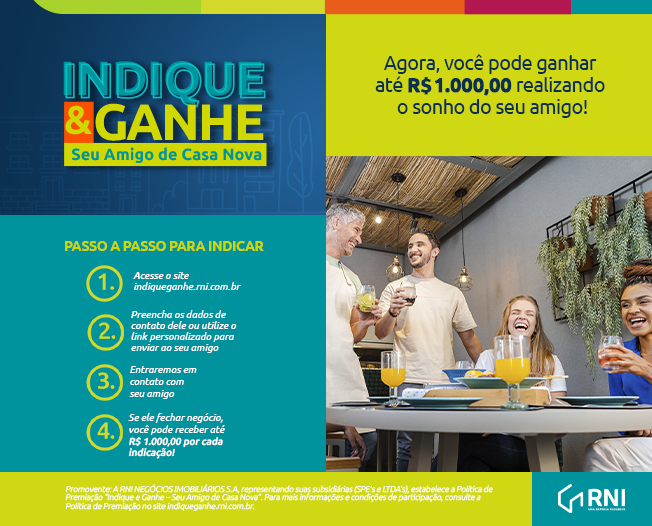 INDIQUE
&GANHE
Seu Amigo de Casa Nova
Agora, você pode ganhar
até R$ 1.000,00 realizando
o sonho do seu amigo!
PASSO A PASSO PARA INDICAR
1.
Acesse o site
indiqueganhe.rni.com.br
2.
Preencha os dados de
contato dele ou utilize o
link personalizado para
enviar ao seu amigo
3.
Entraremos em
contato com
seu amigo
4.
Se ele fechar negócio,
você pode receber até
R$ 1.000,00 por cada
indicação!
Promovente: A RNI NEGÓCIOS IMOBILIÁRIOS S.A, representando suas subsidiárias (SPE's e LTDA's), estabelece a Política de
Premiação "Indique e Ganhe – Seu Amigo de Casa Nova". Para mais informações e condições de participação, consulte a
Política de Premiação no site indiqueganhe.rni.com.br.
RNI
UMA EMPRESA RODOBENS